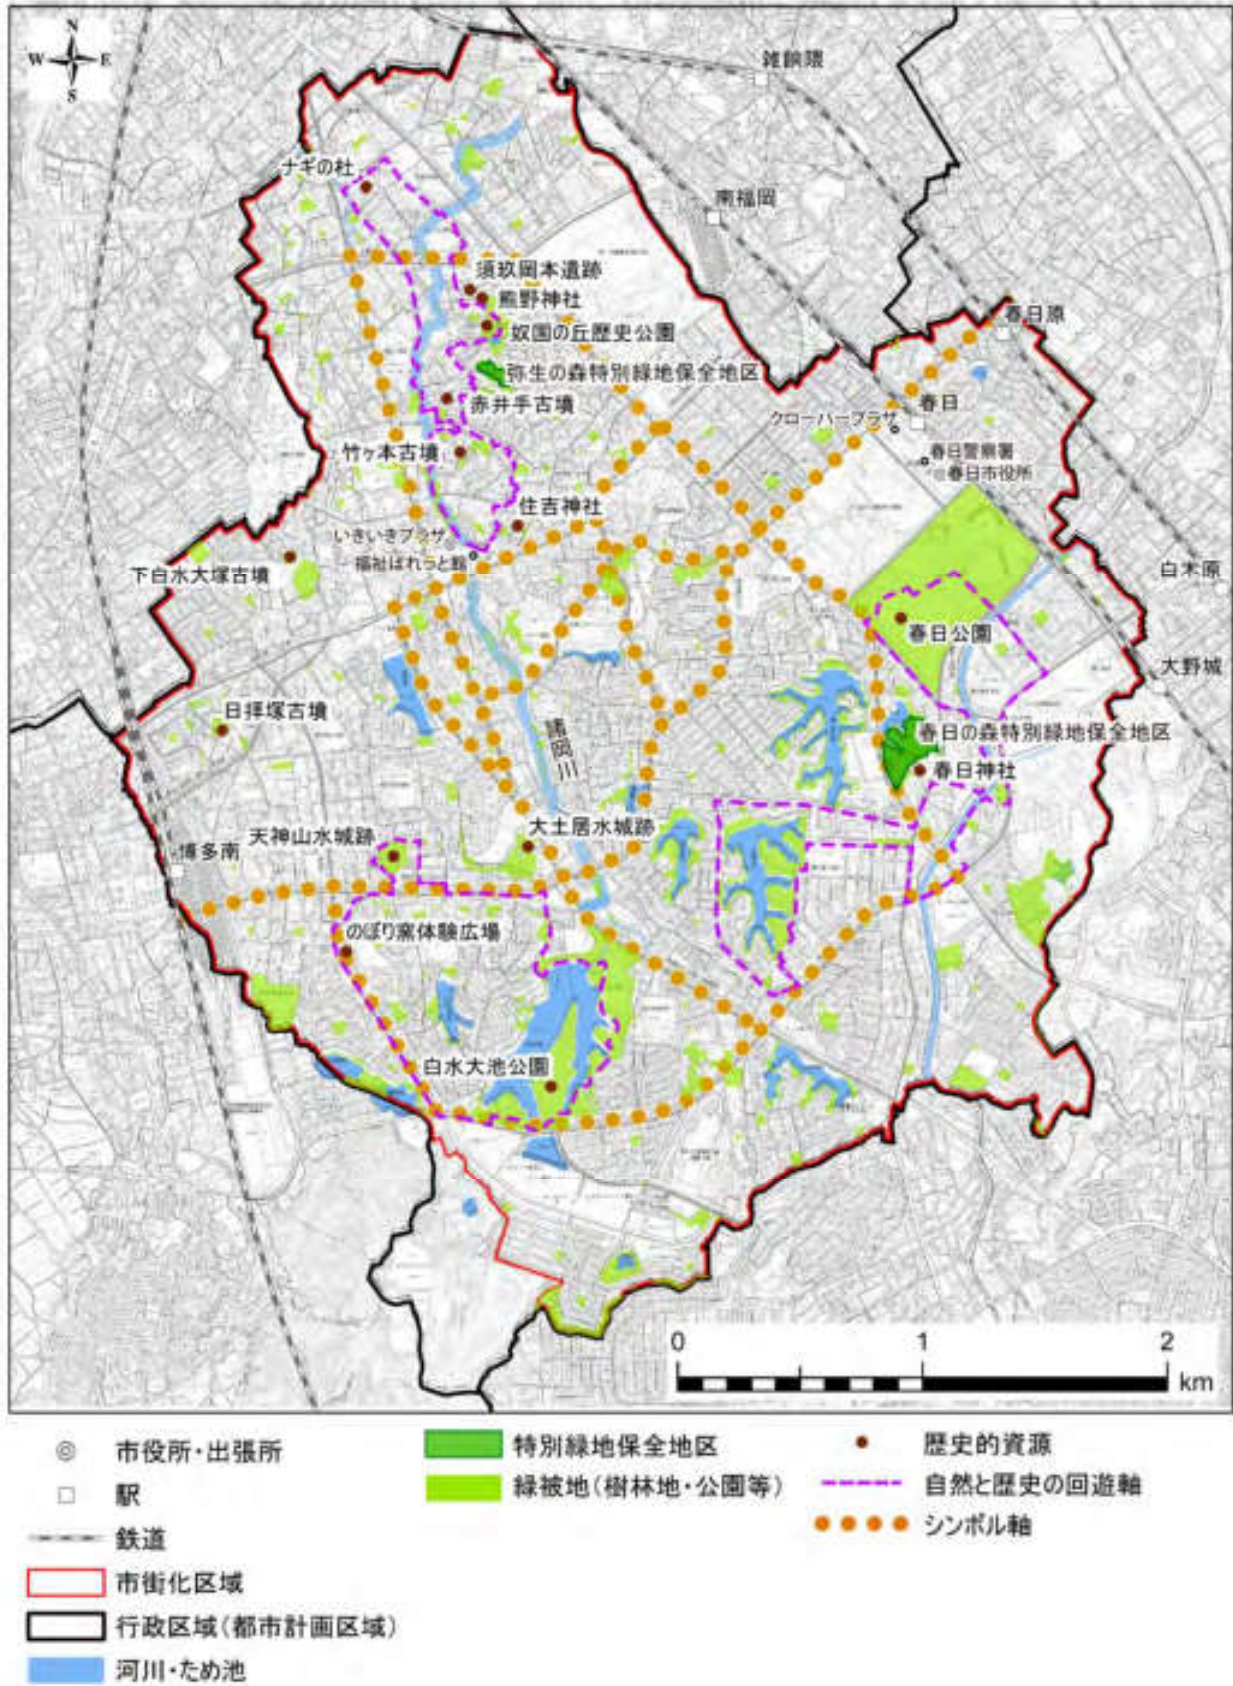 N
W E
S
雑餉隈
ナギの杜
南福岡
須玖岡本遺跡
熊野神社
春日原
奴国の丘歴史公園
弥生の森特別緑地保全地区
赤井手古墳
春日
クローバープラザ
竹ヶ本古墳
春日警察署
春日市役所
住吉神社
いきいきプラザ
福祉ぱれっと館
下白水大塚古墳
白木原
春日公園
大野城
日拝塚古墳
諸岡川
春日の森特別緑地保全地区
春日神社
天神山水城跡
大土居水城跡
博多南
のぼり窯体験広場
白水大池公園
0 1 2
km
市役所・出張所
駅
鉄道
市街化区域
行政区域(都市計画区域)
河川・ため池
特別緑地保全地区
緑被地(樹林地・公園等)
歴史的資源
自然と歴史の回遊軸
シンボル軸